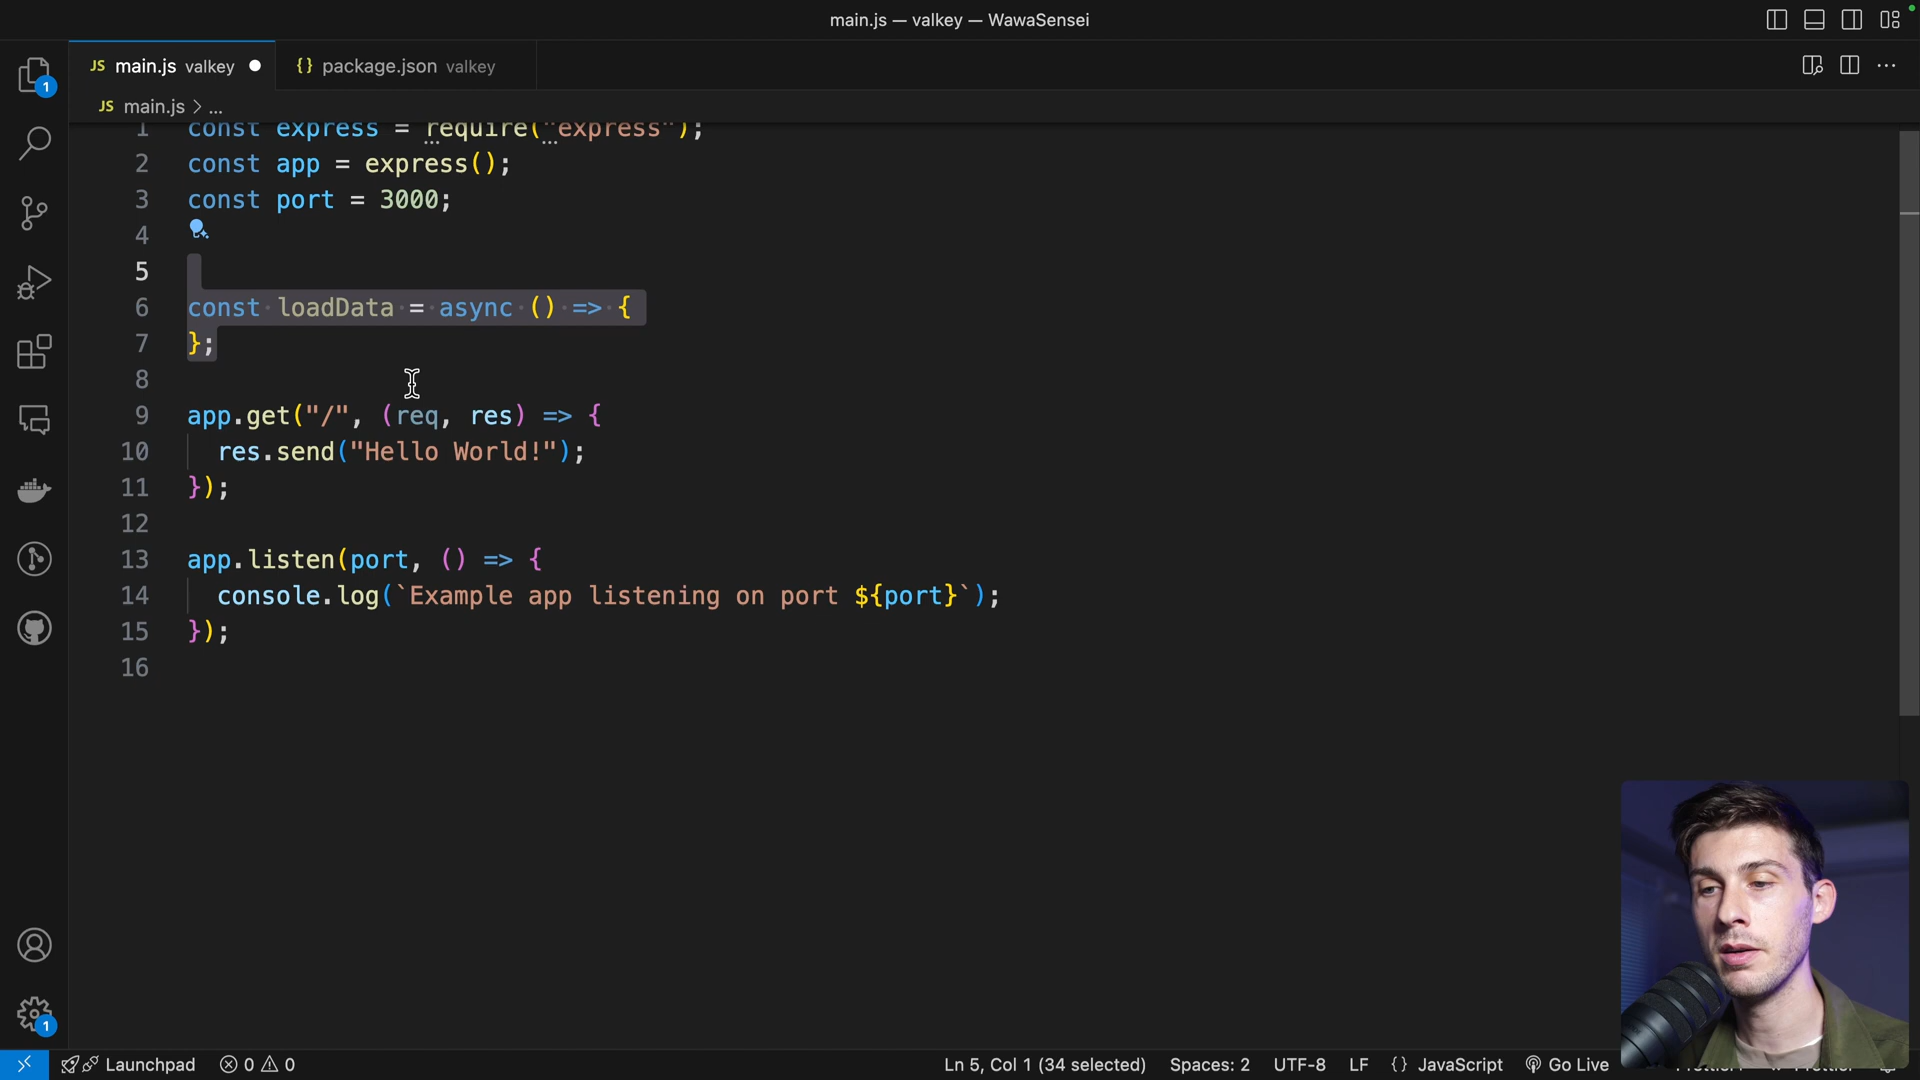 main.js — valkey — WawaSensei
JS main.js valkey
{} package.json valkey
JS main.js > ...
1 const express = require("express");
2 const app = express();
3 const port = 3000;
4
5
6 const loadData = async () => {
7 };
8
9 app.get("/", (req, res) => {
10 res.send("Hello World!");
11 });
12
13 app.listen(port, () => {
14 console.log(`Example app listening on port ${port}`);
15 });
16
1
1
Launchpad 0 0 Ln 5, Col 1 (34 selected) Spaces: 2 UTF-8 LF {} JavaScript Go Live